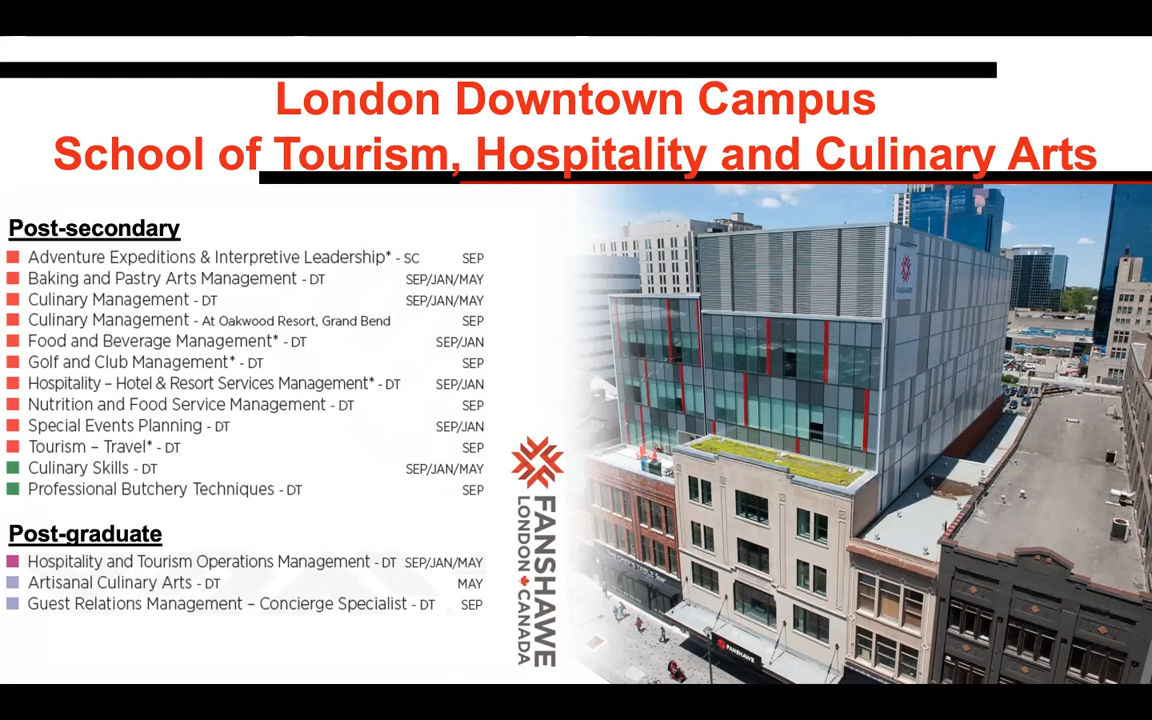 London Downtown Campus
School of Tourism, Hospitality and Culinary Arts
Post-secondary
Adventure Expeditions & Interpretive Leadership* - SC SEP
Baking and Pastry Arts Management - DT SEP/JAN/MAY
Culinary Management - DT SEP/JAN/MAY
Culinary Management - At Oakwood Resort, Grand Bend SEP
Food and Beverage Management* - DT SEP/JAN
Golf and Club Management* - DT SEP
Hospitality – Hotel & Resort Services Management* - DT SEP/JAN
Nutrition and Food Service Management - DT SEP
Special Events Planning - DT SEP/JAN
Tourism – Travel* - DT SEP
Culinary Skills - DT SEP/JAN/MAY
Professional Butchery Techniques - DT SEP
Post-graduate
Hospitality and Tourism Operations Management - DT SEP/JAN/MAY
Artisanal Culinary Arts - DT MAY
Guest Relations Management – Concierge Specialist - DT SEP
FANSHAWE
LONDON CANADA
FANSHAWE
FANSHAWE